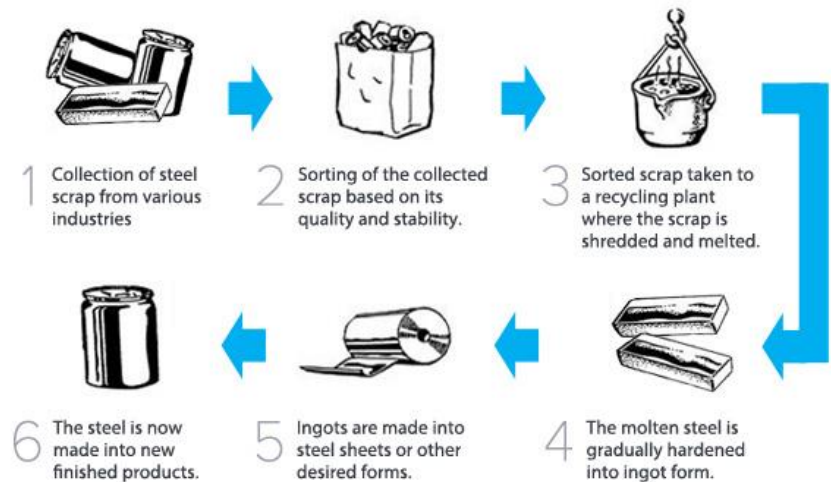 1
Collection of steel
scrap from various
industries
2
Sorting of the collected
scrap based on its
quality and stability.
3
Sorted scrap taken to
a recycling plant
where the scrap is
shredded and melted.
4
The molten steel is
gradually hardened
into ingot form.
5
Ingots are made into
steel sheets or other
desired forms.
6
The steel is now
made into new
finished products.